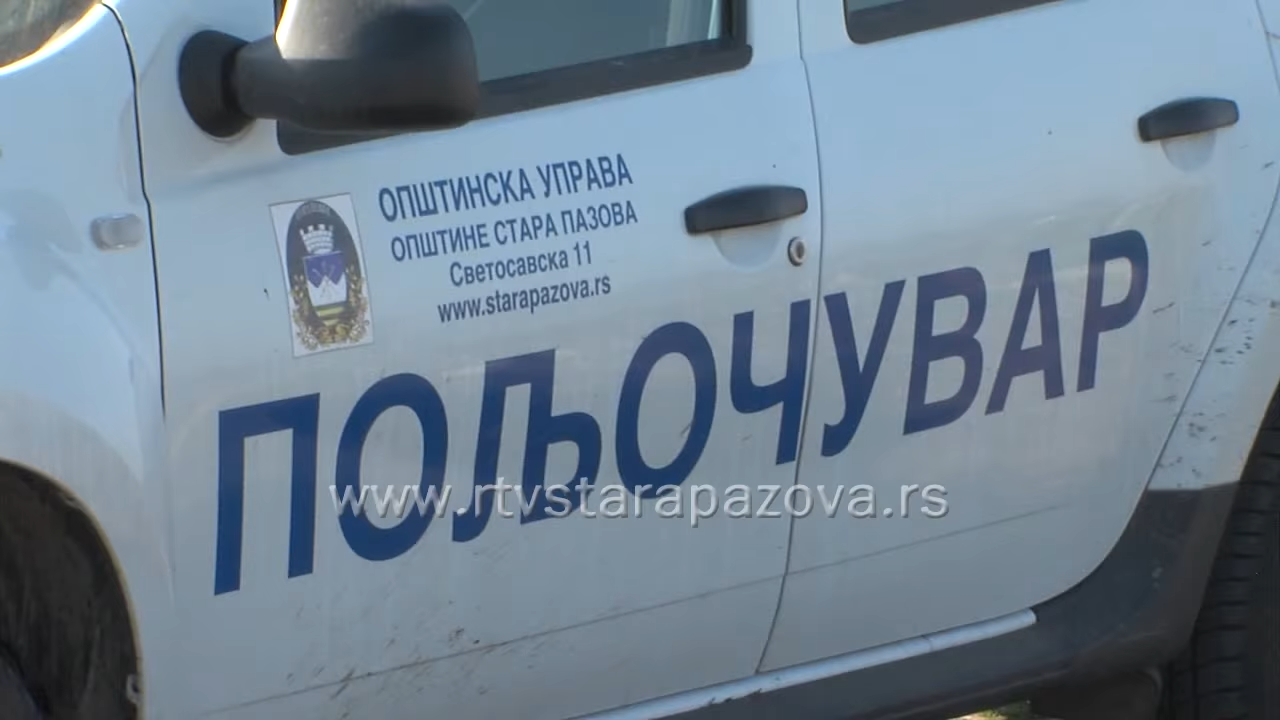 ОПШТИНСКА УПРАВА
ОПШТИНЕ СТАРА ПАЗОВА
Светосавска 11
www.starapazova.rs
ПОЉОЧУВАР
www.rtvstarapazova.rs